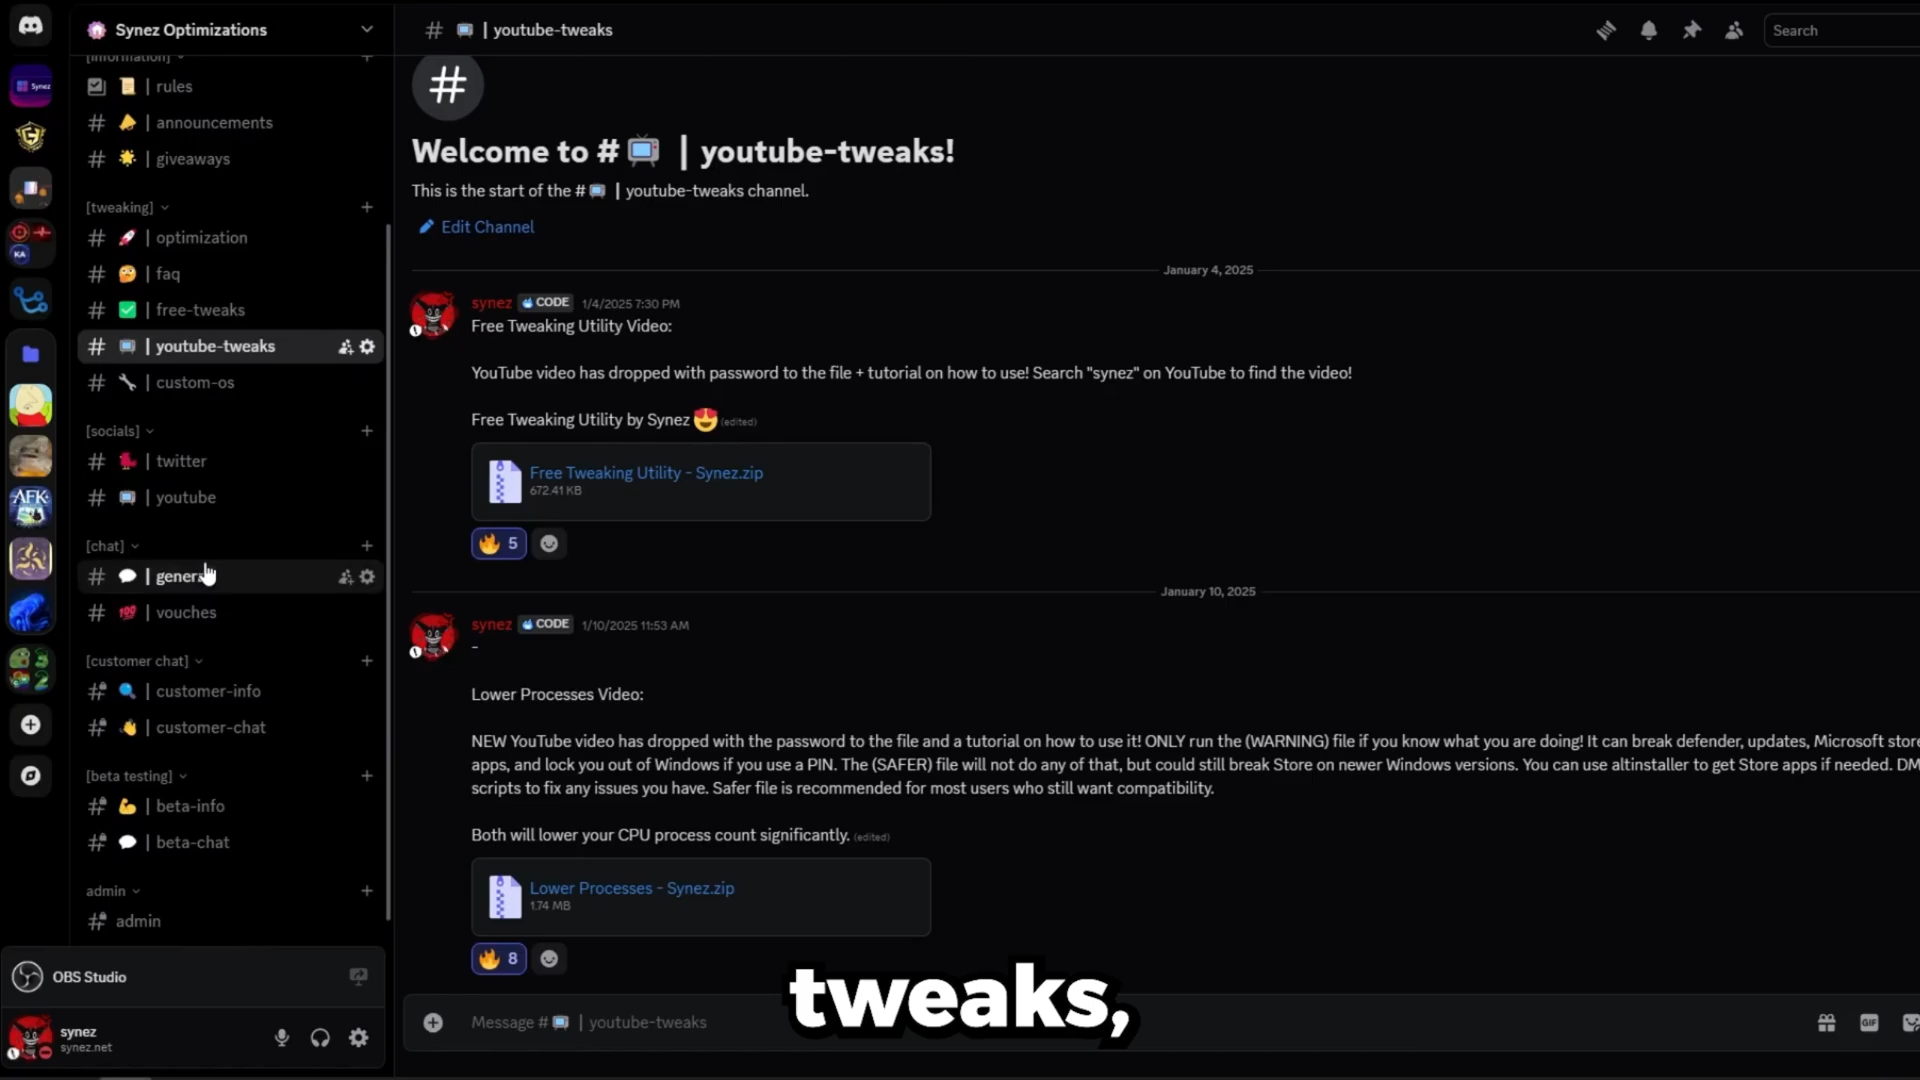 Synez Optimizations
[information]
| rules
| announcements
| giveaways
[tweaking]
| optimization
| faq
| free-tweaks
| youtube-tweaks
| custom-os
[socials]
| twitter
| youtube
[chat]
| general
| vouches
[customer chat]
| customer-info
| customer-chat
[beta testing]
| beta-info
| beta-chat
admin
admin
OBS Studio
synez
synez.net
Synez
KA
AFK
# | youtube-tweaks
Search
#
Welcome to # | youtube-tweaks!
This is the start of the # | youtube-tweaks channel.
Edit Channel
January 4, 2025
synez CODE 1/4/2025 7:30 PM
Free Tweaking Utility Video:
YouTube video has dropped with password to the file + tutorial on how to use! Search "synez" on YouTube to find the video!
Free Tweaking Utility by Synez 😍 (edited)
Free Tweaking Utility - Synez.zip
672.41 KB
🔥 5
January 10, 2025
synez CODE 1/10/2025 11:53 AM
-
Lower Processes Video:
NEW YouTube video has dropped with the password to the file and a tutorial on how to use it! ONLY run the (WARNING) file if you know what you are doing! It can break defender, updates, Microsoft store
apps, and lock you out of Windows if you use a PIN. The (SAFER) file will not do any of that, but could still break Store on newer Windows versions. You can use altinstaller to get Store apps if needed. DM
scripts to fix any issues you have. Safer file is recommended for most users who still want compatibility.
Both will lower your CPU process count significantly. (edited)
Lower Processes - Synez.zip
1.74 MB
🔥 8
tweaks,
Message # | youtube-tweaks
GIF